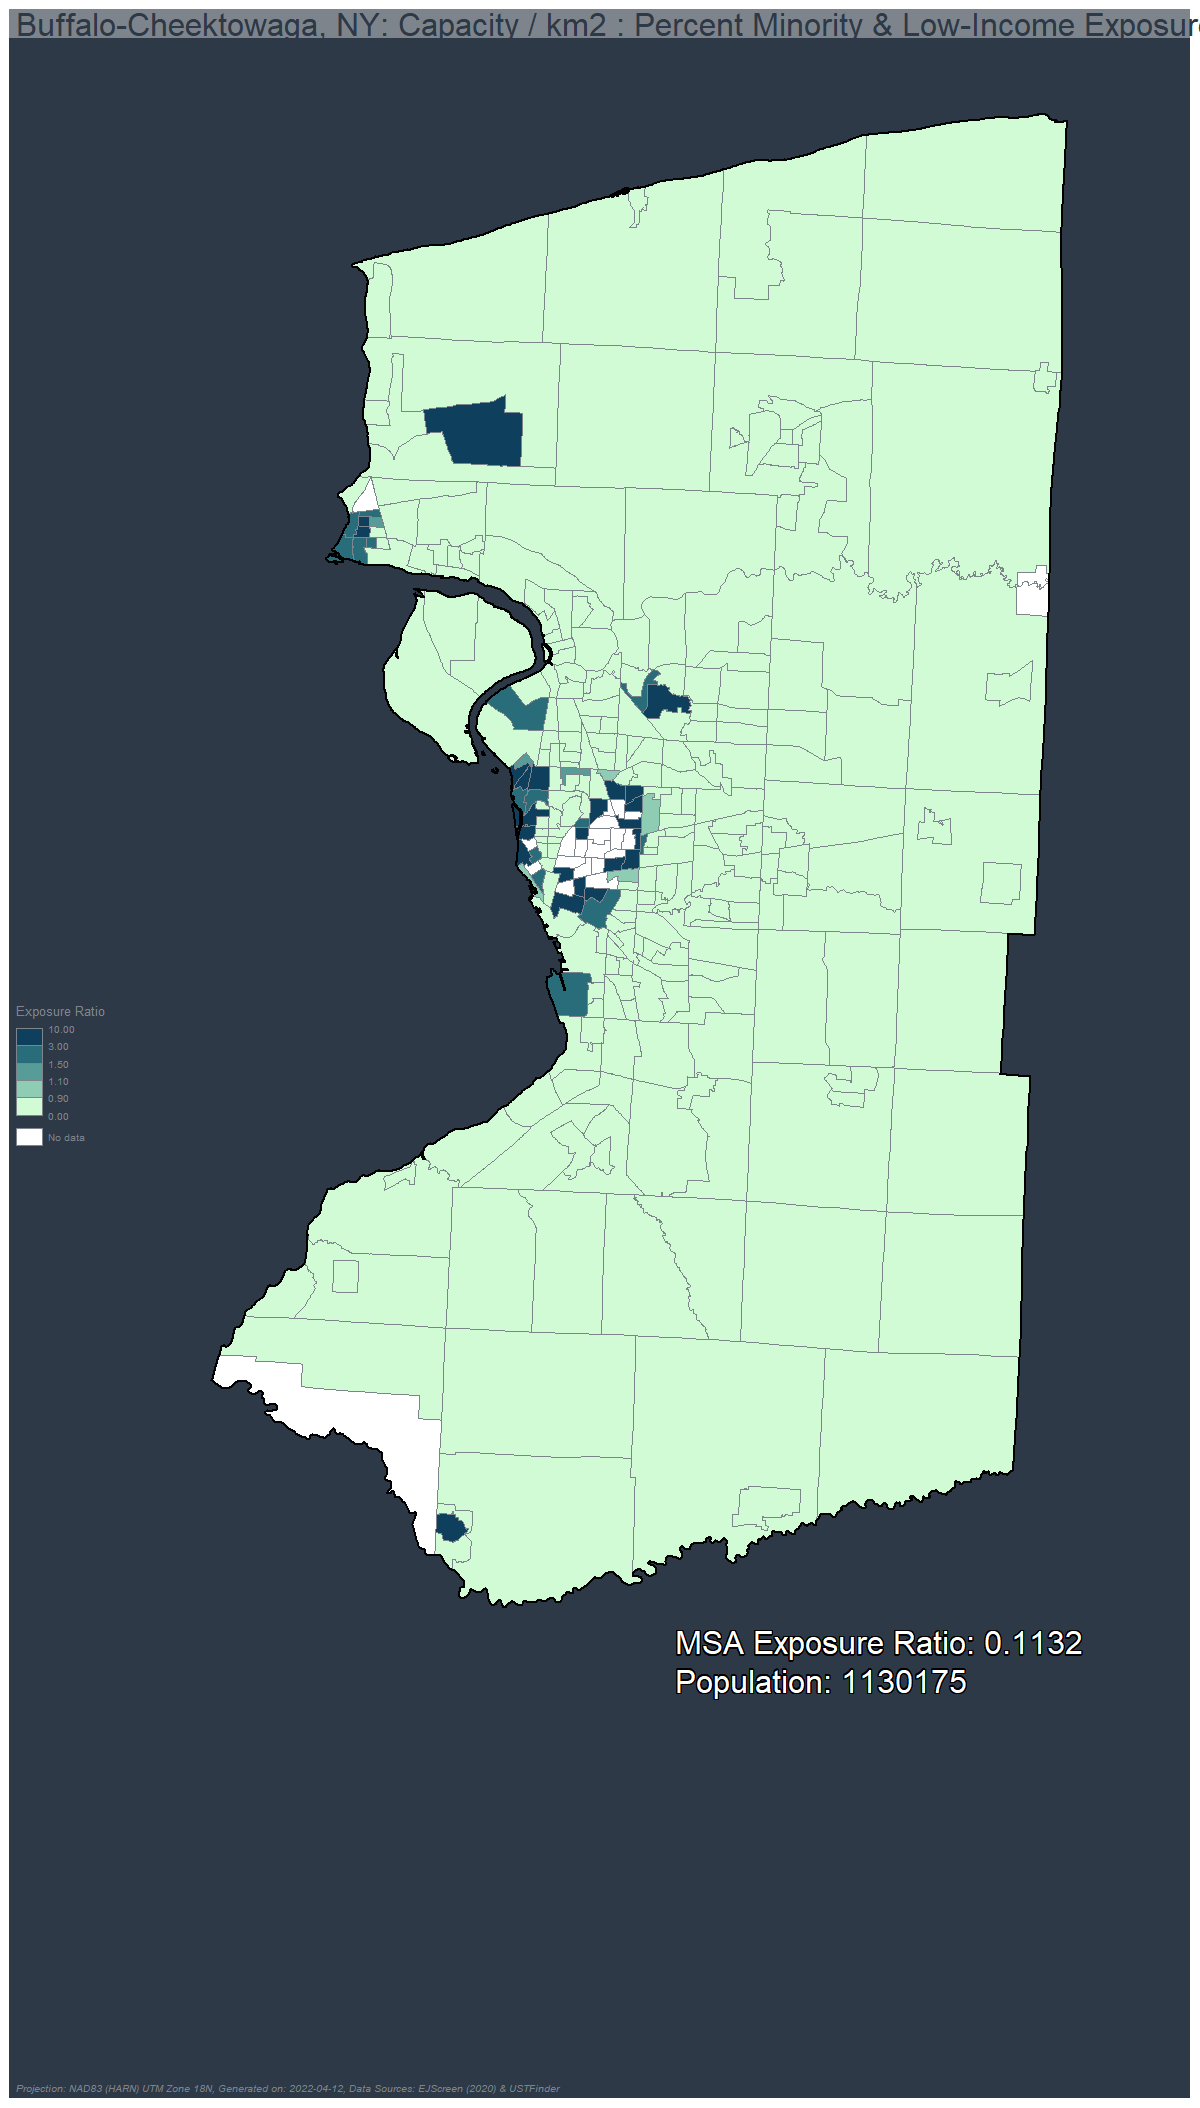 Buffalo-Cheektowaga, NY: Capacity / km2 : Percent Minority & Low-Income Exposure
MSA Exposure Ratio: 0.1132
Population: 1130175
Exposure Ratio
10.00
3.00
1.50
1.10
0.90
0.00
No data
Projection: NAD83 (HARN) UTM Zone 18N, Generated on: 2022-04-12, Data Sources: EJScreen (2020) & USTFinder